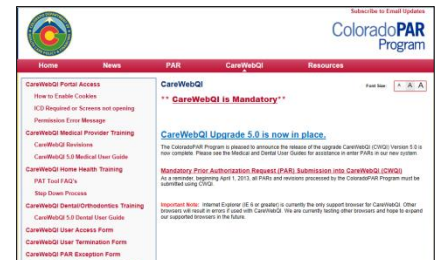 Subscribe to Email Updates
ColoradoPAR
Program
Home News PAR CareWebQI Resources
CareWebQI Portal Access
How to Enable Cookies
ICD Required or Screens not opening
Permission Error Message
CareWebQI Medical Provider Training
CareWebQI Revisions
CareWebQI 5.0 Medical User Guide
CareWebQI Home Health Training
PAT Tool FAQ's
Step Down Process
CareWebQI Dental/Orthodontics Training
CareWebQI 5.0 Dental User Guide
CareWebQI User Access Form
CareWebQI User Termination Form
CareWebQI PAR Exception Form
CareWebQI
Font Size: A A A
** CareWebQI is Mandatory**
CareWebQI Upgrade 5.0 is now in place.
The ColoradoPAR Program is pleased to announce the release of the upgrade CareWebQI (CWQI) Version 5.0 is
now complete. Please see the Medical and Dental User Guides for assistance in enter PARs in our new system
Mandatory Prior Authorization Request (PAR) Submission into CareWebQI (CWQI)
As a reminder, beginning April 1, 2013, all PARs and revisions processed by the ColoradoPAR Program must be
submitted using CWQI.
Important Note: Internet Explorer (IE 6 or greater) is currently the only support browser for CareWebQI. Other
browsers will result in errors if used with CareWebQI. We are currently testing other browsers and hope to expand
our supported browsers in the future.